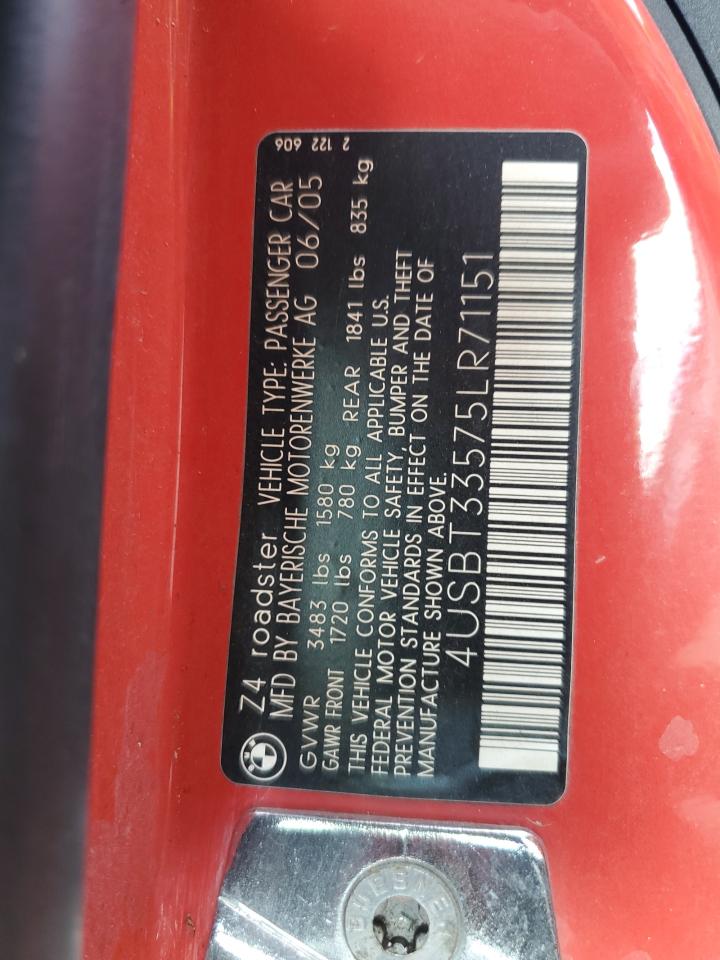 Z4 roadster VEHICLE TYPE: PASSENGER CAR
MFD BY BAYERISCHE MOTORENWERKE AG 06/05
GVWR 3483 lbs 1580 kg
GAWR FRONT 1720 lbs 780 kg REAR 1841 lbs 835 kg
THIS VEHICLE CONFORMS TO ALL APPLICABLE U.S.
FEDERAL MOTOR VEHICLE SAFETY, BUMPER AND THEFT
PREVENTION STANDARDS IN EFFECT ON THE DATE OF
MANUFACTURE SHOWN ABOVE.
4USBT33575LR71151
2 122 606